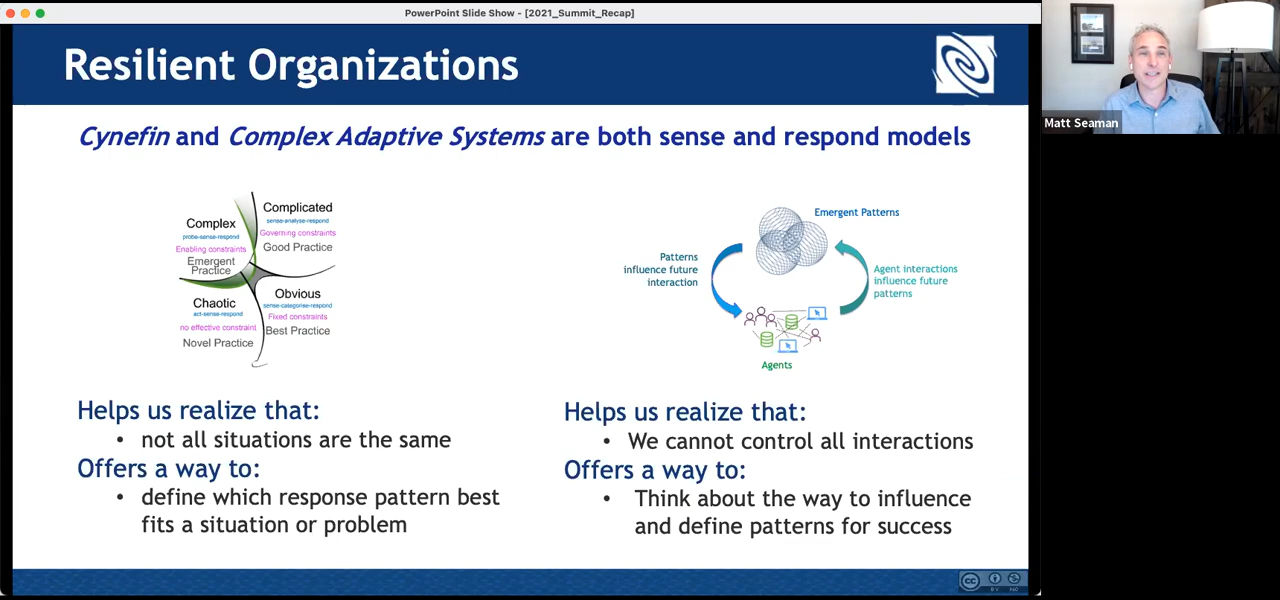 PowerPoint Slide Show - [2021_Summit_Recap]
Resilient Organizations
Matt Seaman
Cynefin and Complex Adaptive Systems are both sense and respond models
Complex
probe-sense-respond
Enabling constraints
Emergent
Practice
Complicated
sense-analyse-respond
Governing constraints
Good Practice
Chaotic
act-sense-respond
no effective constraint
Novel Practice
Obvious
sense-categorise-respond
Fixed constraints
Best Practice
Emergent Patterns
Patterns
influence future
interaction
Agent interactions
influence future
patterns
Agents
Helps us realize that:
• not all situations are the same
Offers a way to:
• define which response pattern best
fits a situation or problem
Helps us realize that:
• We cannot control all interactions
Offers a way to:
• Think about the way to influence
and define patterns for success
cc